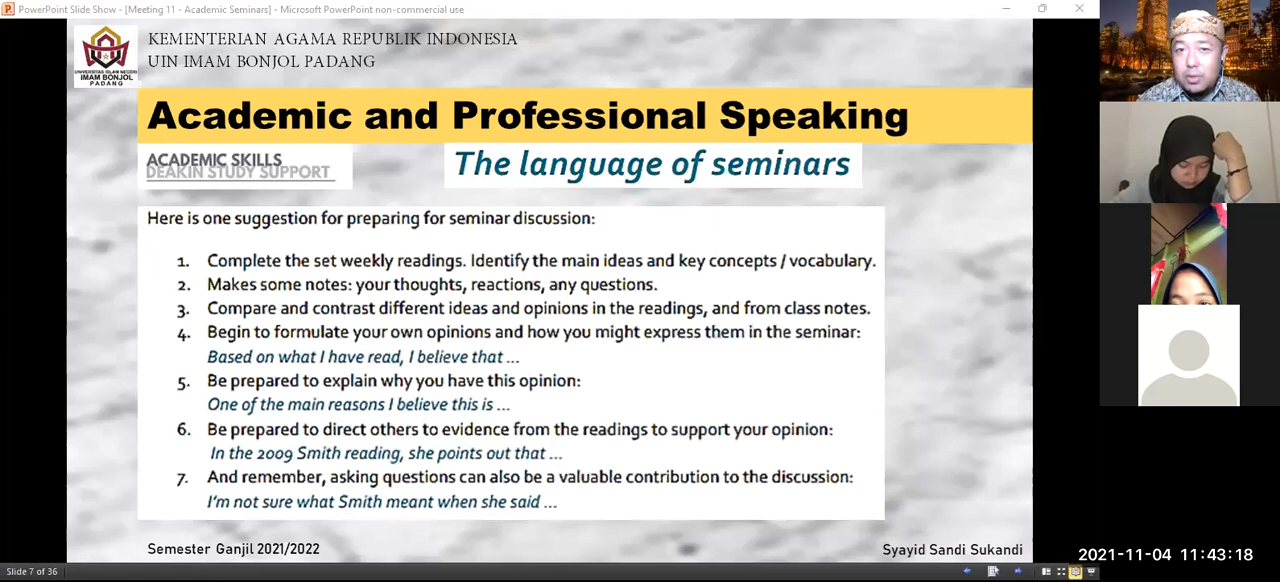 PowerPoint Slide Show - [Meeting 11 - Academic Seminars] - Microsoft PowerPoint non-commercial use
KEMENTERIAN AGAMA REPUBLIK INDONESIA
UIN IMAM BONJOL PADANG
UNIVERSITAS ISLAM NEGERI
IMAM BONJOL
PADANG
Academic and Professional Speaking
ACADEMIC SKILLS
DEAKIN STUDY SUPPORT
The language of seminars
Here is one suggestion for preparing for seminar discussion:
1. Complete the set weekly readings. Identify the main ideas and key concepts / vocabulary.
2. Makes some notes: your thoughts, reactions, any questions.
3. Compare and contrast different ideas and opinions in the readings, and from class notes.
4. Begin to formulate your own opinions and how you might express them in the seminar:
Based on what I have read, I believe that ...
5. Be prepared to explain why you have this opinion:
One of the main reasons I believe this is ...
6. Be prepared to direct others to evidence from the readings to support your opinion:
In the 2009 Smith reading, she points out that ...
7. And remember, asking questions can also be a valuable contribution to the discussion:
I'm not sure what Smith meant when she said ...
Semester Ganjil 2021/2022
Syayid Sandi Sukandi
2021-11-04 11:43:18
Slide 7 of 36